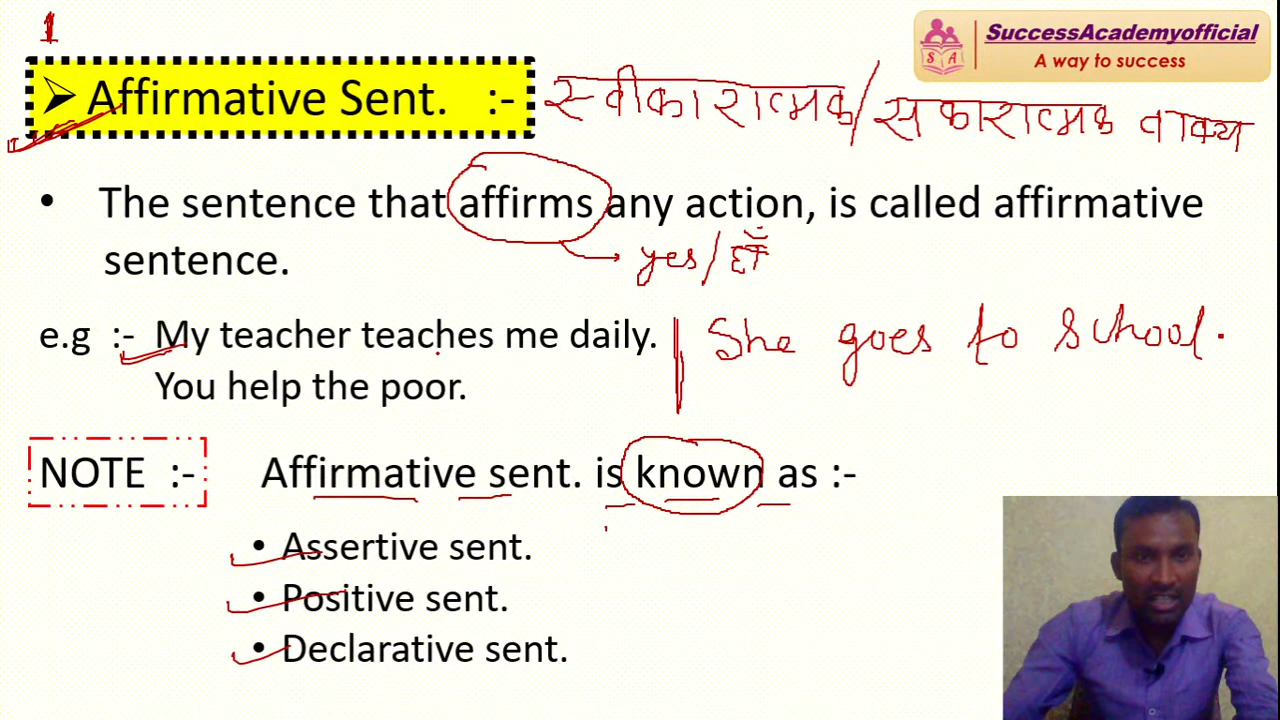 1
SuccessAcademyofficial
S A
A way to success
➢ Affirmative Sent. :- स्वीकारात्मक/सकारात्मक वाक्य
• The sentence that affirms any action, is called affirmative
sentence.
yes/हाँ
e.g :- My teacher teaches me daily. | She goes to school.
You help the poor.
NOTE :- Affirmative sent. is known as :-
• Assertive sent.
• Positive sent.
• Declarative sent.